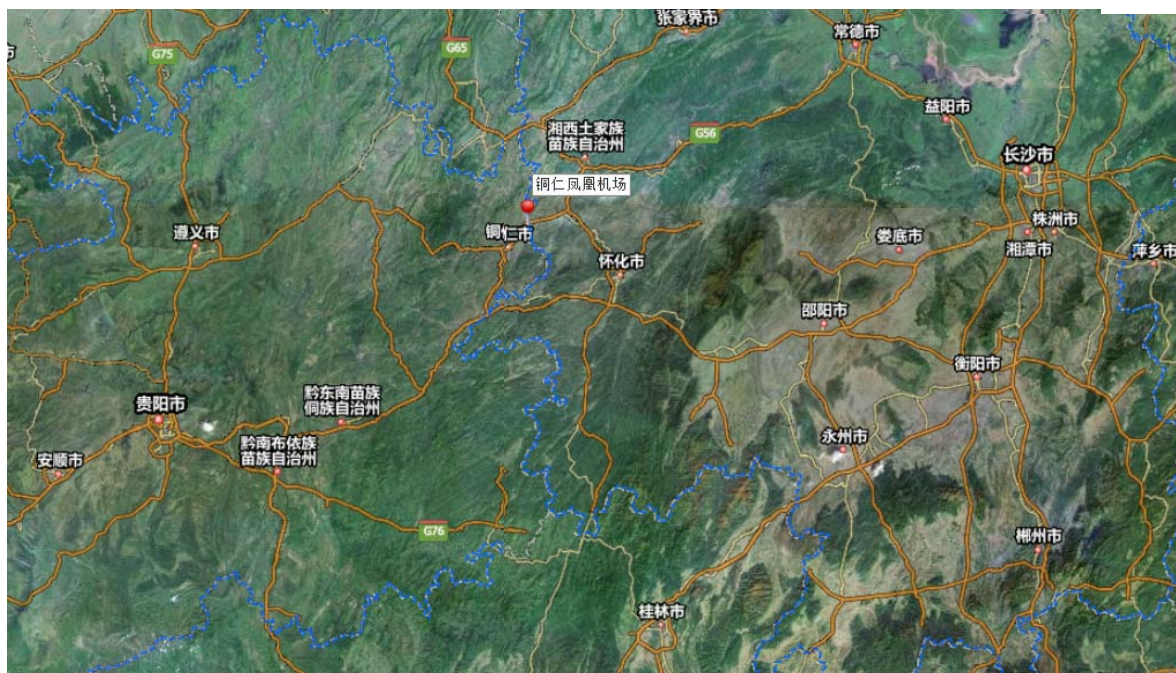 张家界市
常德市
G75
G65
市
益阳市
湘西土家族
苗族自治州
G56
长沙市
铜仁凤凰机场
遵义市
铜仁市
株洲市
娄底市
湘潭市
萍乡市
怀化市
邵阳市
衡阳市
黔东南苗族
侗族自治州
贵阳市
永州市
黔南布依族
苗族自治州
安顺市
G76
郴州市
桂林市